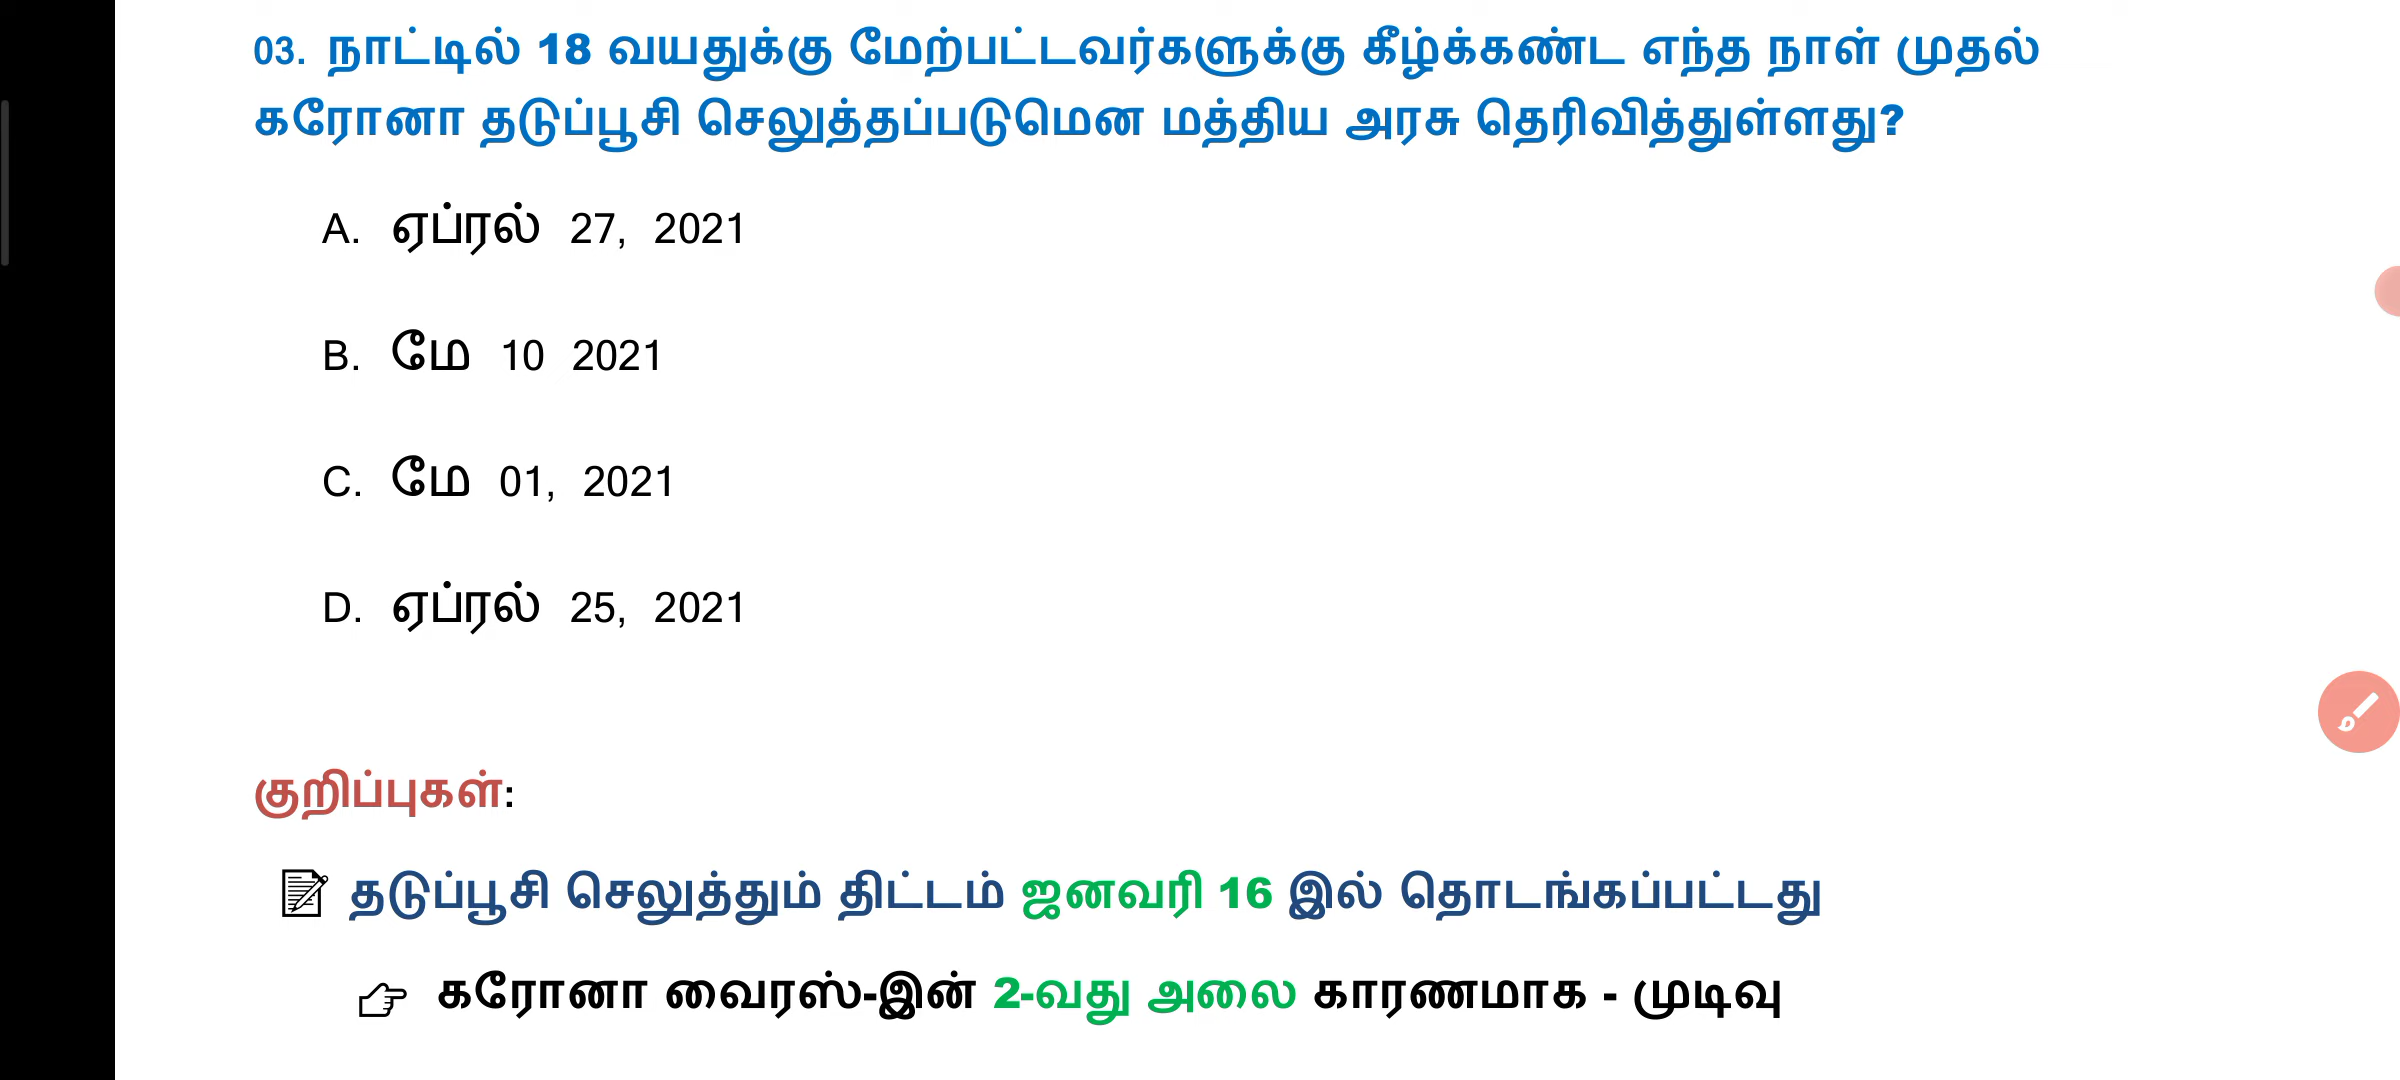 03. நாட்டில் 18 வயதுக்கு மேற்பட்டவர்களுக்கு கீழ்க்கண்ட எந்த நாள் முதல்
கரோனா தடுப்பூசி செலுத்தப்படுமென மத்திய அரசு தெரிவித்துள்ளது?
A. ஏப்ரல் 27, 2021
B. மே 10 2021
C. மே 01, 2021
D. ஏப்ரல் 25, 2021
குறிப்புகள்:
தடுப்பூசி செலுத்தும் திட்டம் ஜனவரி 16 இல் தொடங்கப்பட்டது
கரோனா வைரஸ்-இன் 2-வது அலை காரணமாக - முடிவு